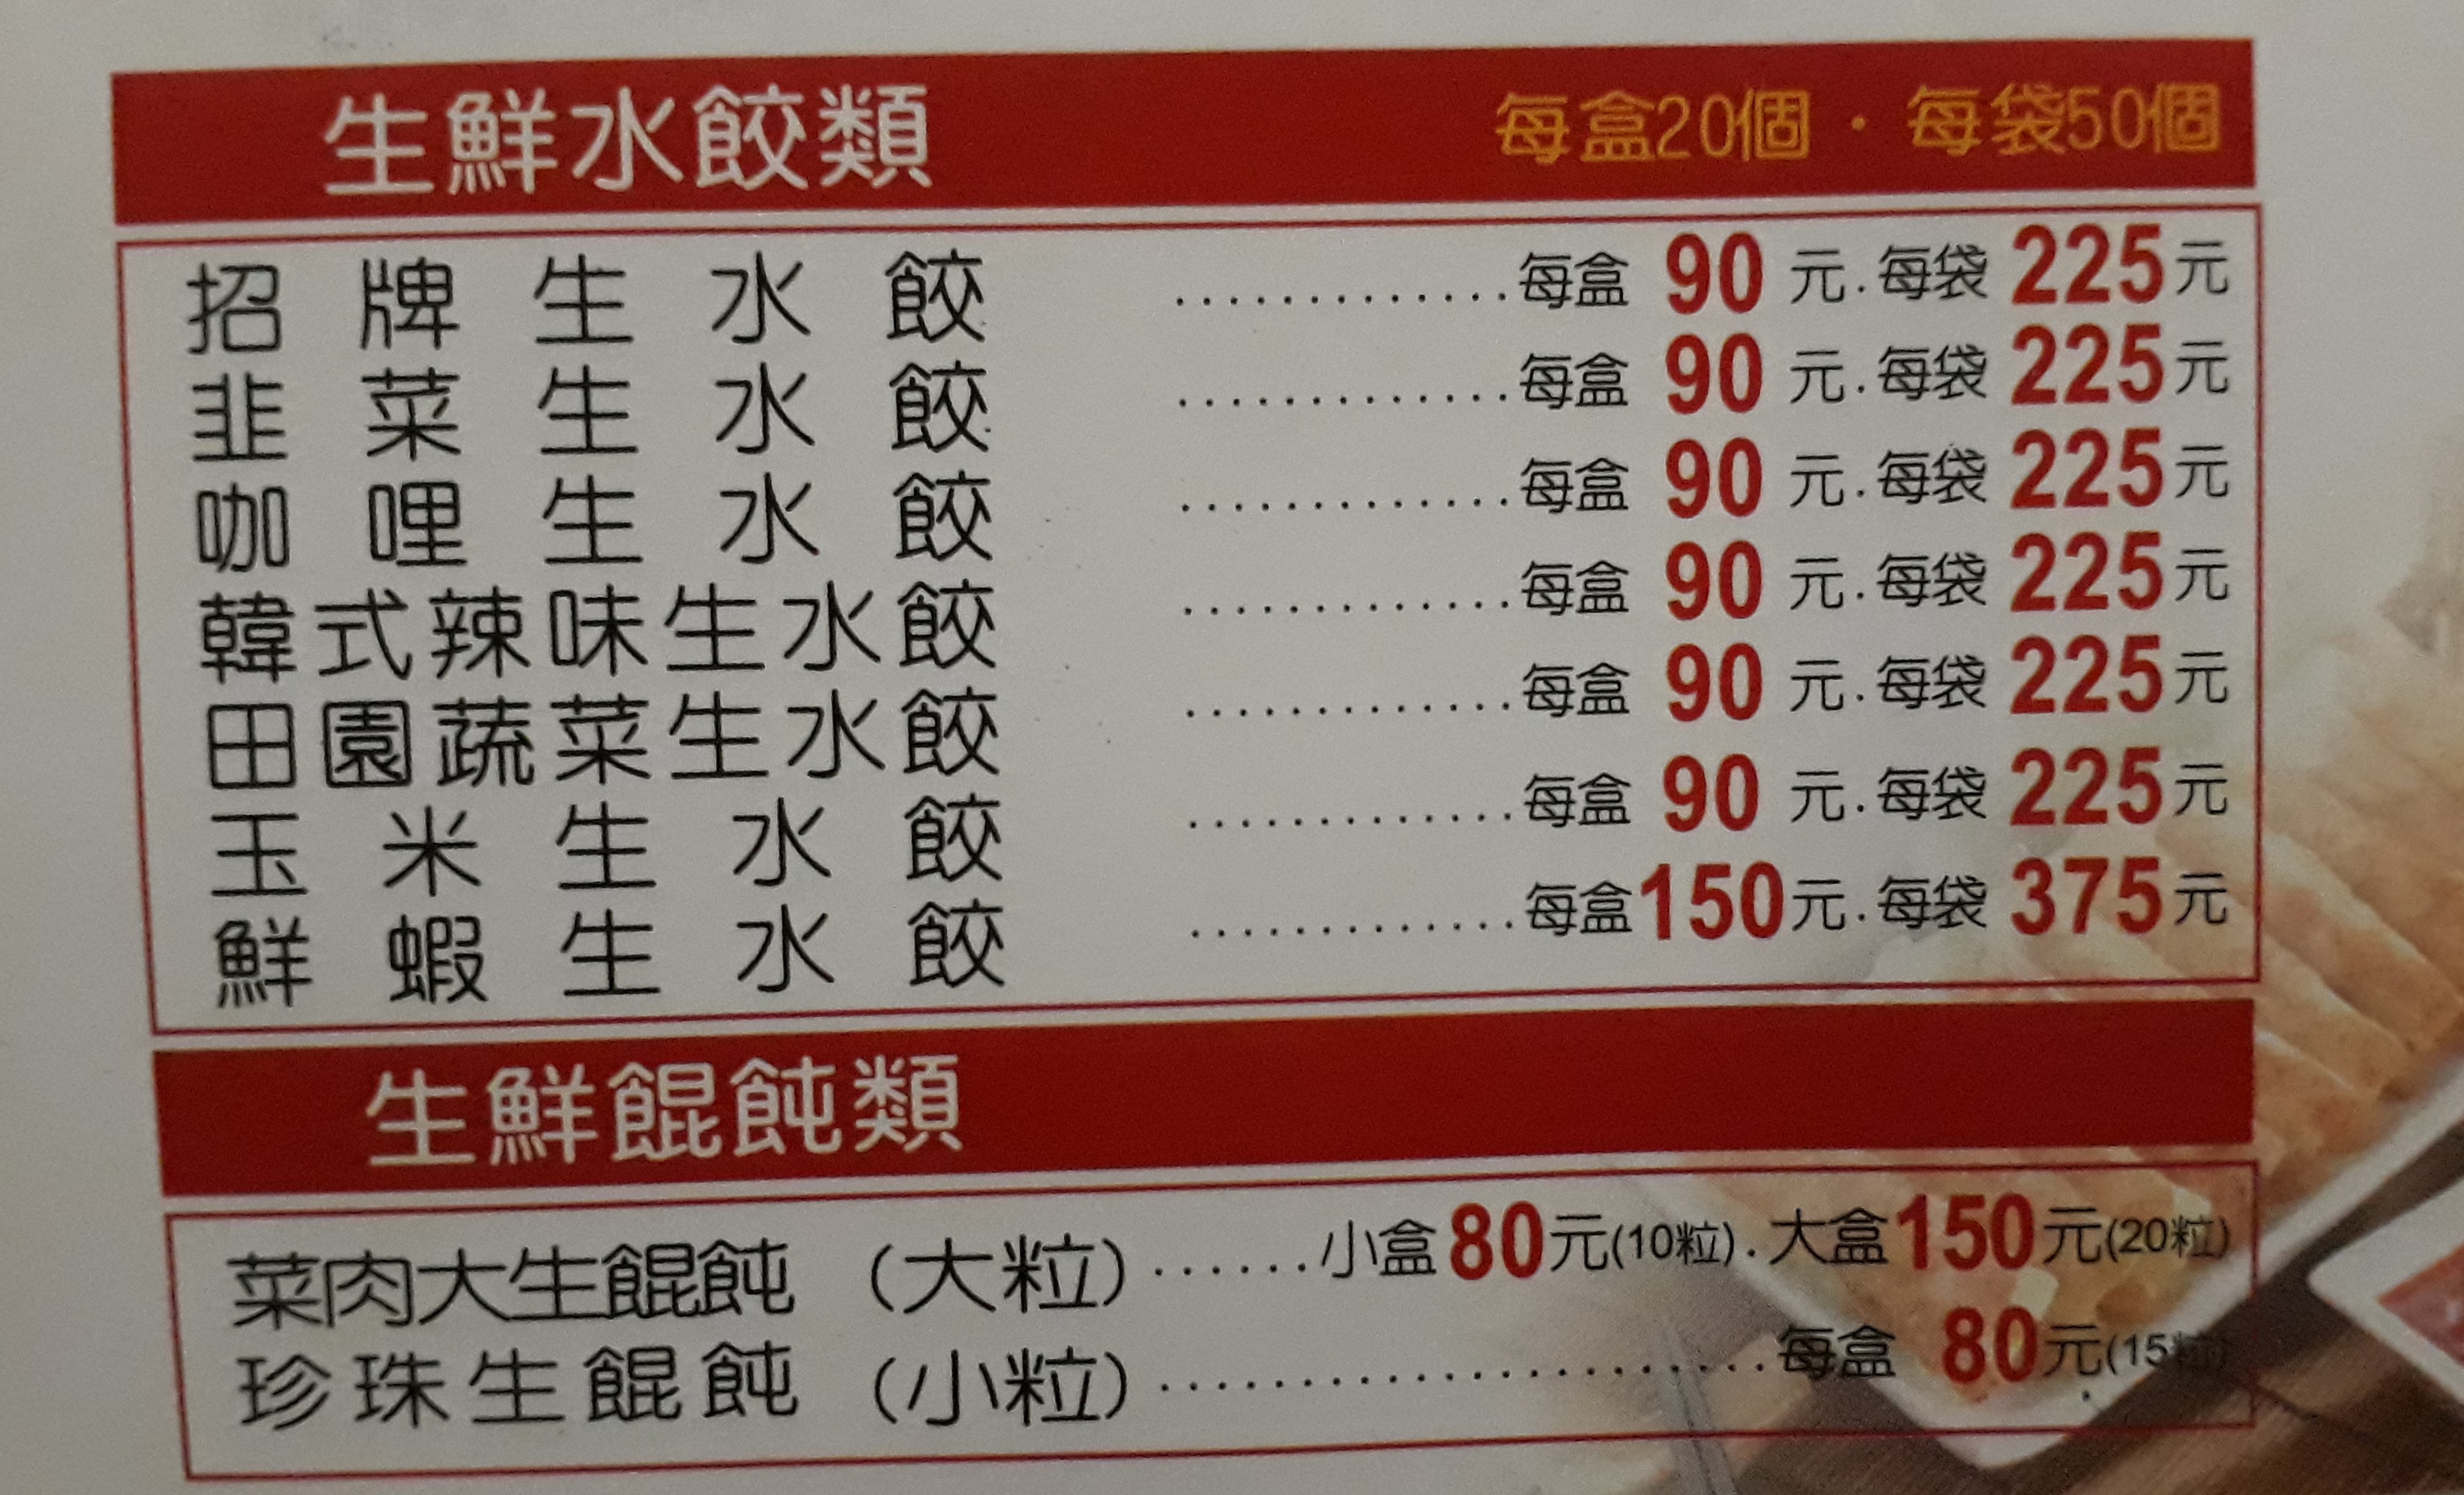 生鮮水餃類 每盒20個・每袋50個
招牌生水餃 .............每盒 90 元.每袋 225元
韭菜生水餃 .............每盒 90 元.每袋 225元
咖哩生水餃 .............每盒 90 元.每袋 225元
韓式辣味生水餃 .............每盒 90 元.每袋 225元
田園蔬菜生水餃 .............每盒 90 元.每袋 225元
玉米生水餃 .............每盒 90 元.每袋 225元
鮮蝦生水餃 .............每盒150元.每袋 375元
生鮮餛飩類
菜肉大生餛飩 (大粒) ......小盒80元(10粒).大盒150元(20粒)
珍珠生餛飩 (小粒) .......................每盒 80元(15粒)